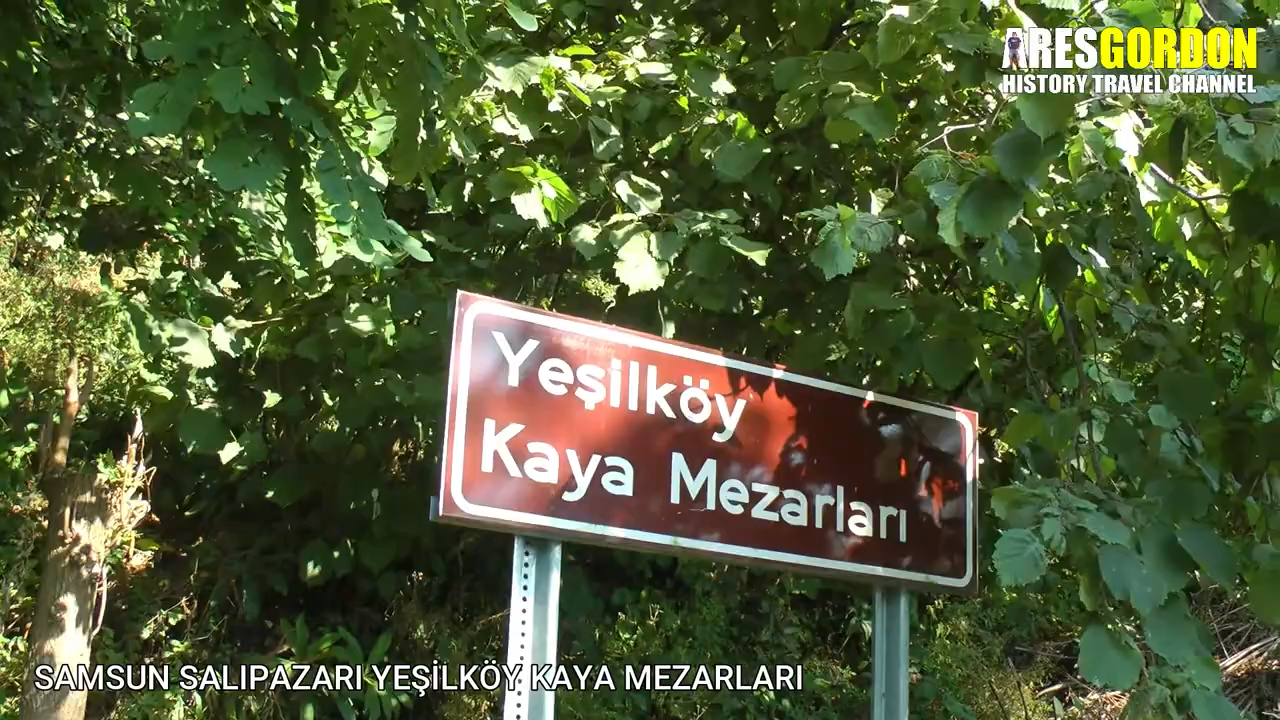 ARESGORDON
HISTORY TRAVEL CHANNEL
Yeşilköy
Kaya Mezarları
SAMSUN SALIPAZARI YEŞİLKÖY KAYA MEZARLARI